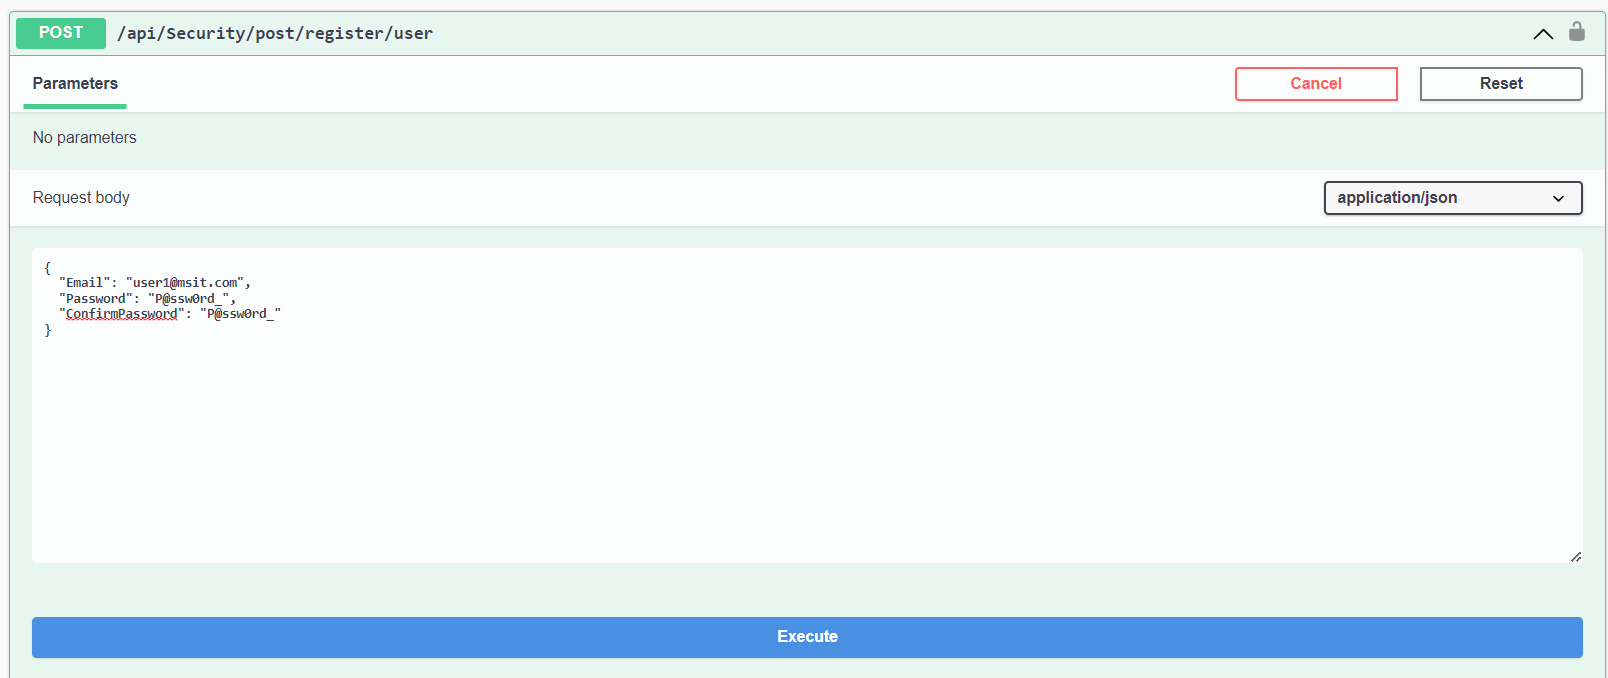 POST /api/Security/post/register/user
Parameters
Cancel
Reset
No parameters
Request body
application/json
{
"Email": "user1@msit.com",
"Password": "P@ssw0rd_",
"ConfirmPassword": "P@ssw0rd_"
}
Execute